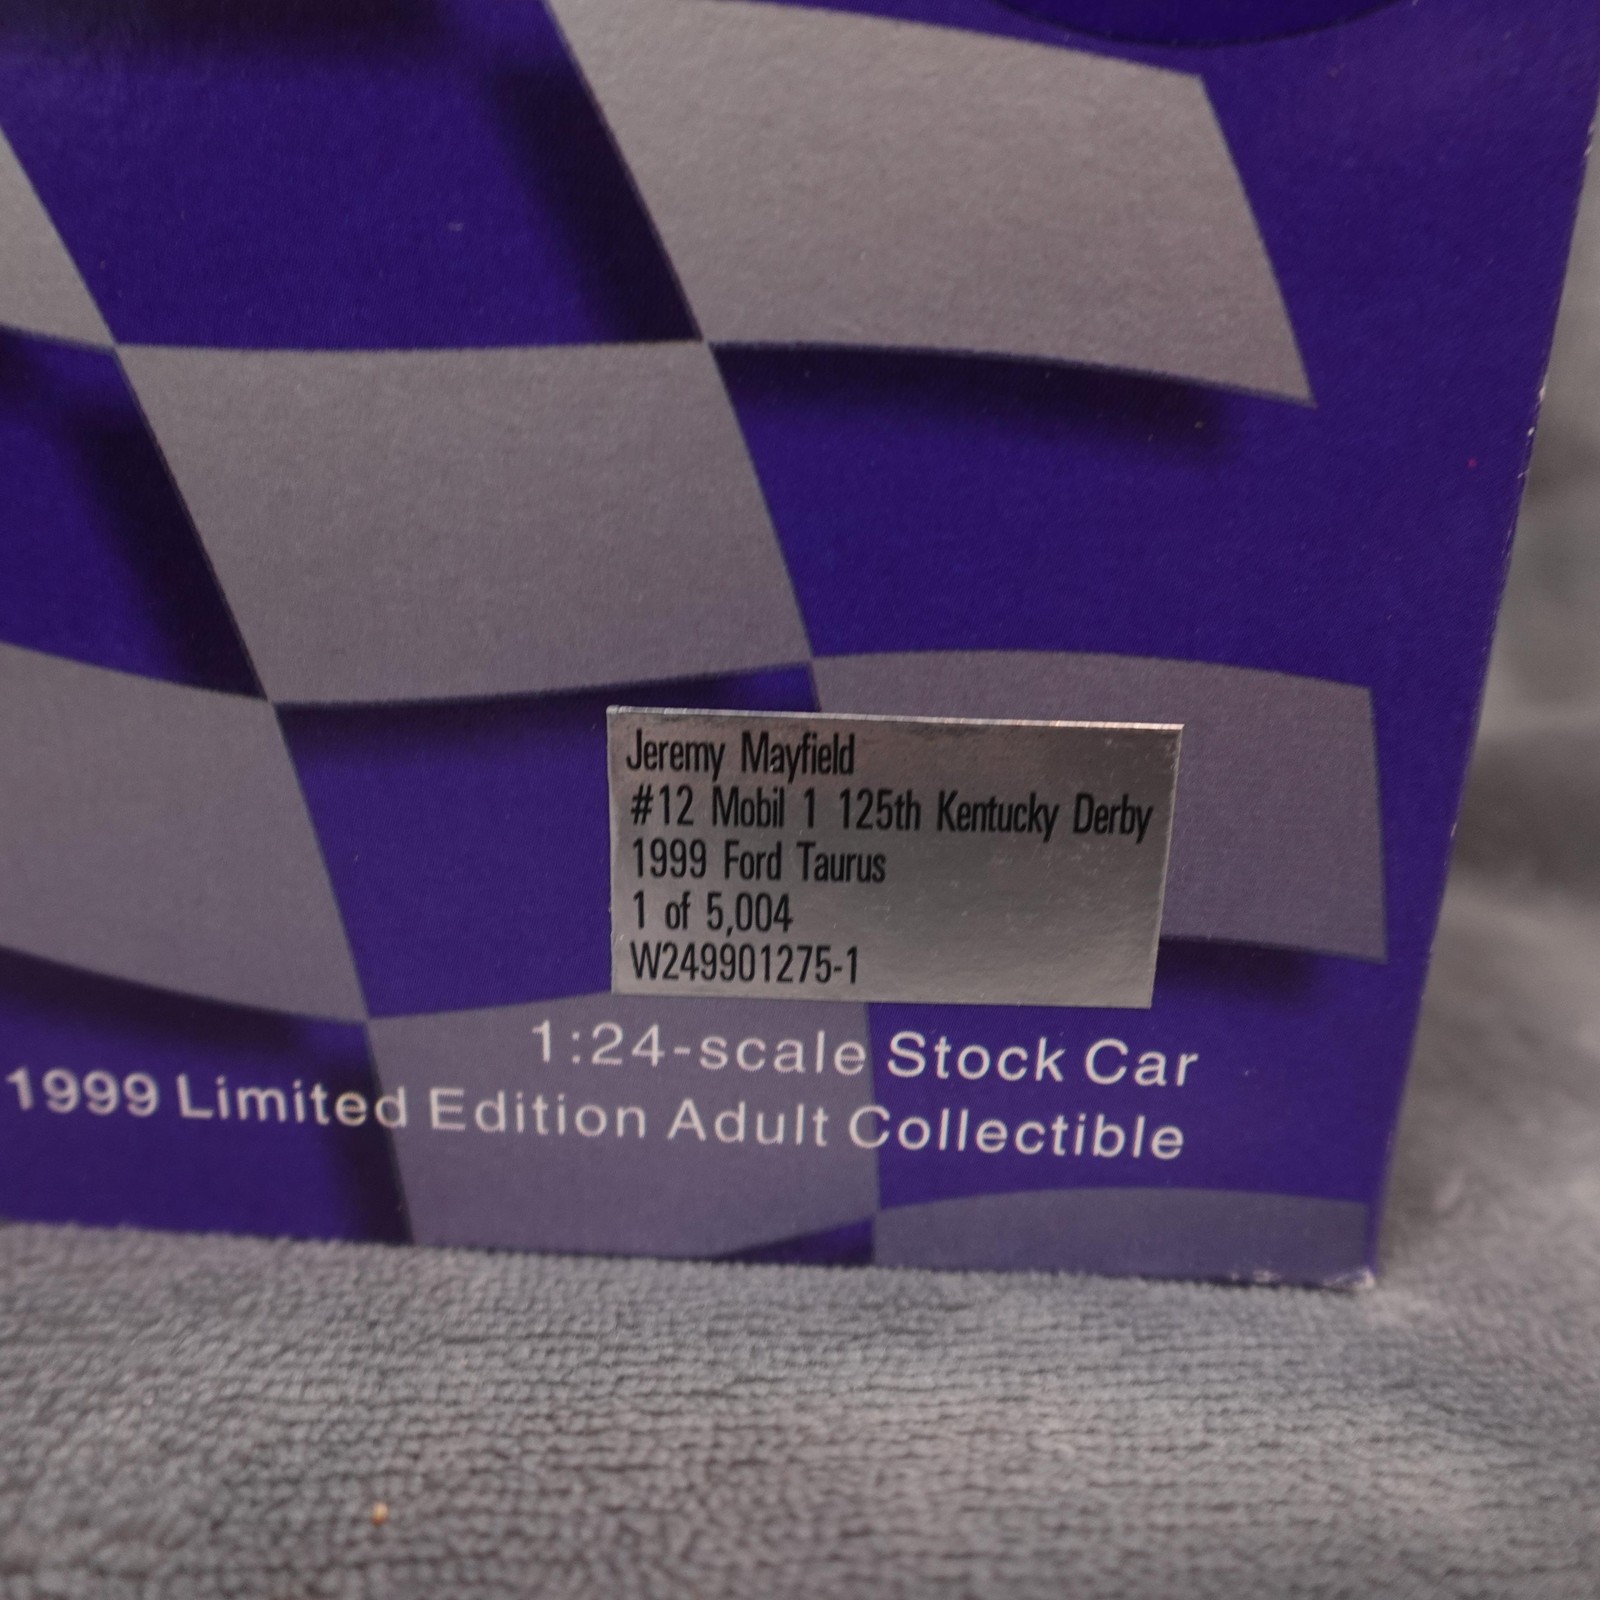 Jeremy Mayfield
#12 Mobil 1 125th Kentucky Derby
1999 Ford Taurus
1 of 5,004
W249901275-1
1:24-scale Stock Car
1999 Limited Edition Adult Collectible